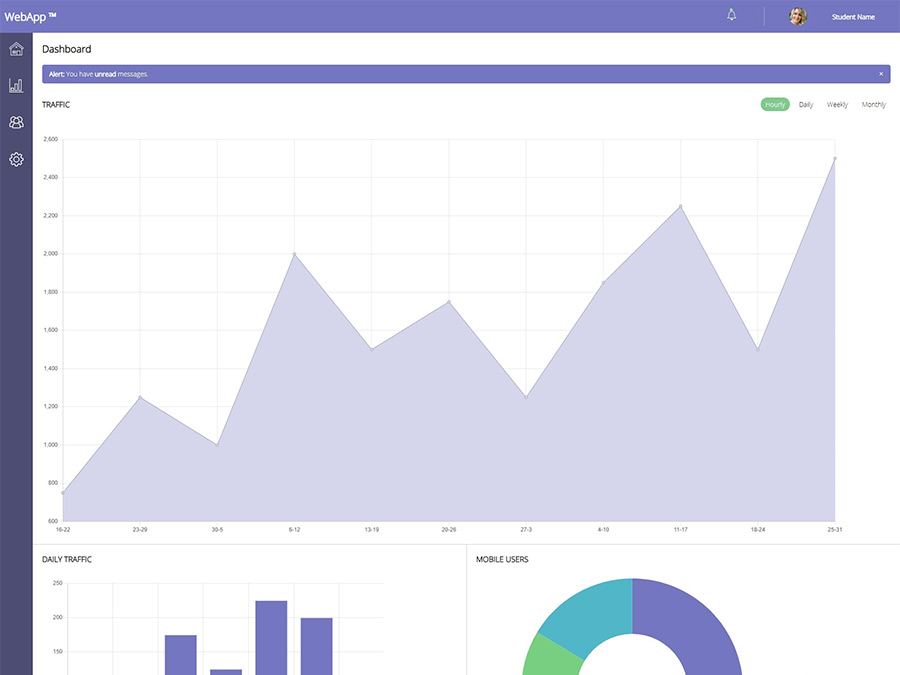 WebApp ™
Student Name
Dashboard
Alert: You have unread messages.
×
TRAFFIC
Hourly Daily Weekly Monthly
2,600
2,400
2,200
2,000
1,800
1,600
1,400
1,200
1,000
800
600
16-22 23-29 30-5 6-12 13-19 20-26 27-3 4-10 11-17 18-24 25-31
DAILY TRAFFIC
250
200
150
MOBILE USERS